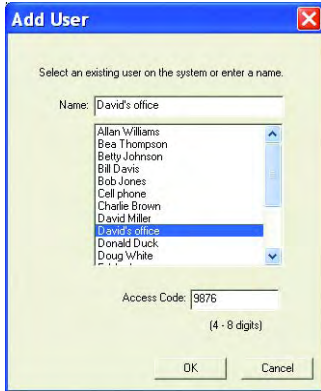 Add User
Select an existing user on the system or enter a name.
Name: David's office
Allan Williams
Bea Thompson
Betty Johnson
Bill Davis
Bob Jones
Cell phone
Charlie Brown
David Miller
David's office
Donald Duck
Doug White
Access Code: 9876
(4 - 8 digits)
OK Cancel